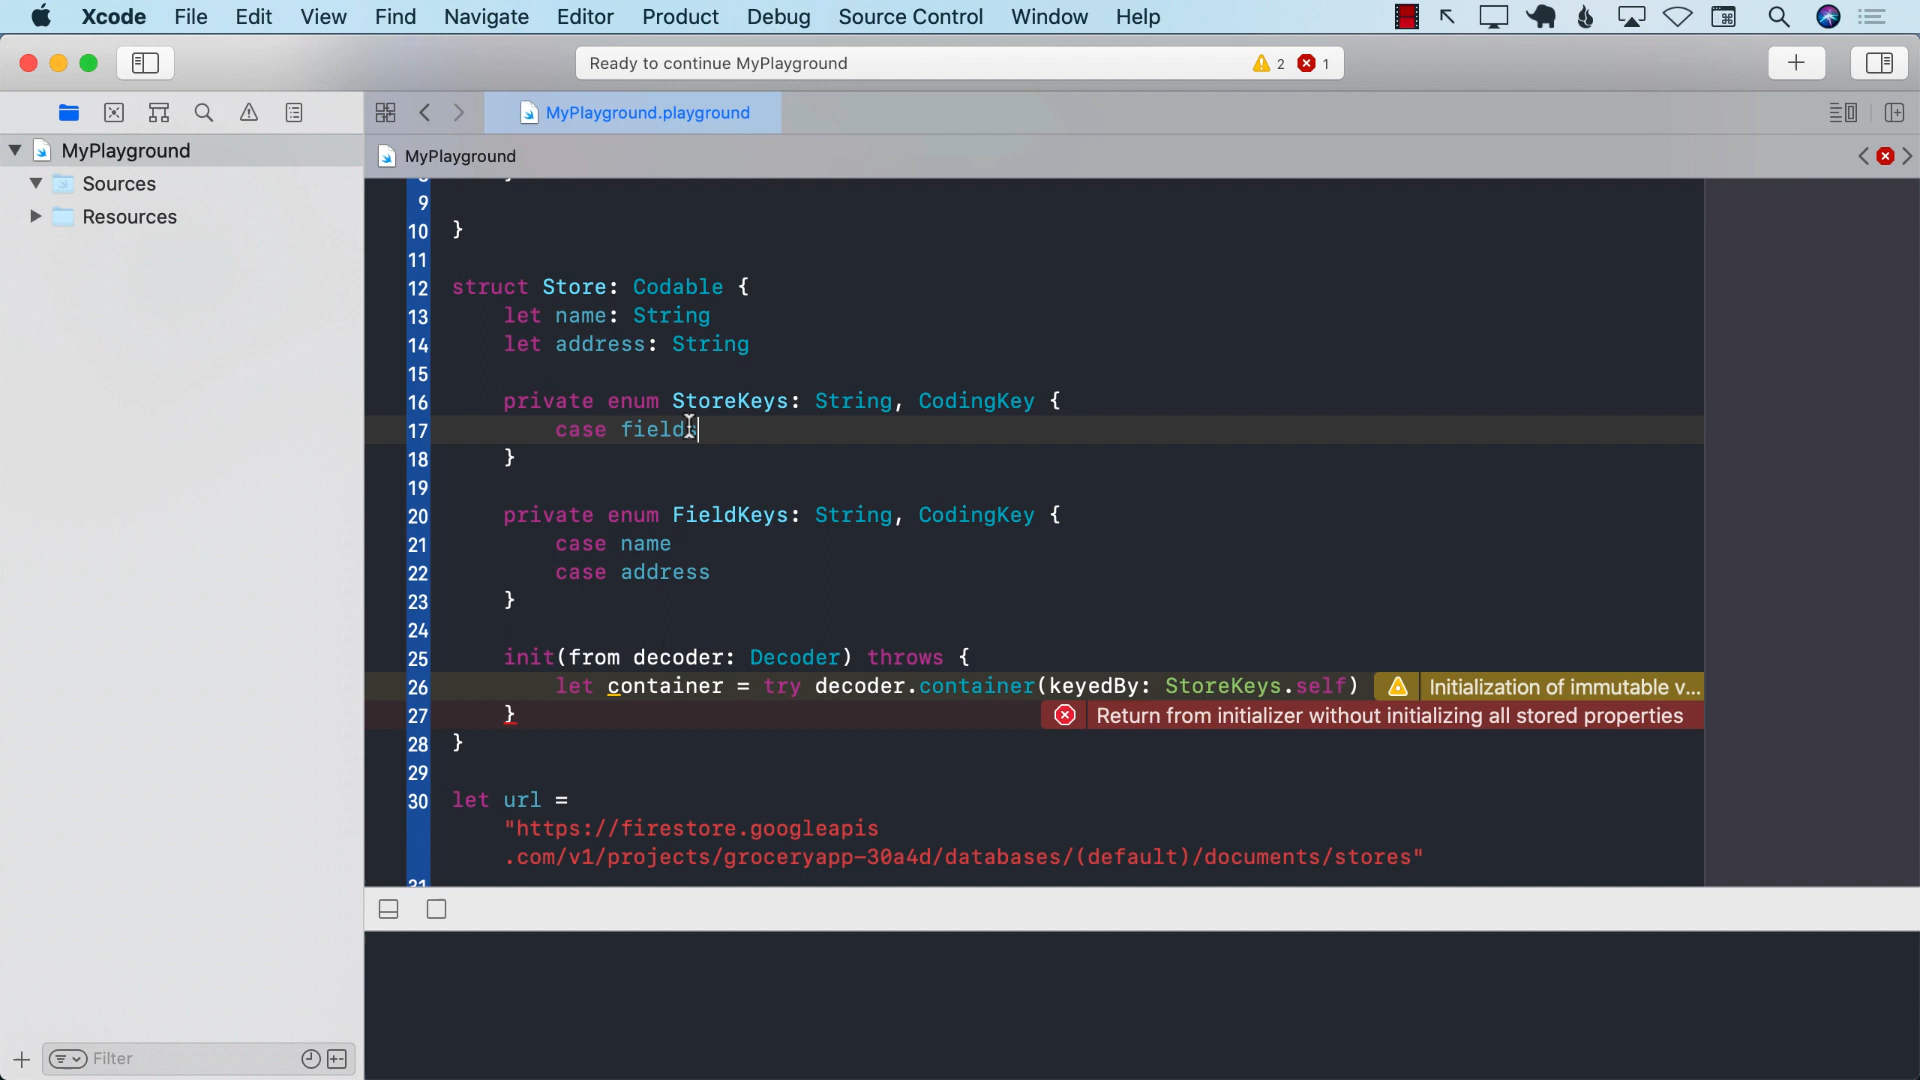 Xcode File Edit View Find Navigate Editor Product Debug Source Control Window Help
Ready to continue MyPlayground 2 1
MyPlayground.playground
MyPlayground
Sources
Resources
MyPlayground
9
10 }
11
12 struct Store: Codable {
13 let name: String
14 let address: String
15
16 private enum StoreKeys: String, CodingKey {
17 case fields
18 }
19
20 private enum FieldKeys: String, CodingKey {
21 case name
22 case address
23 }
24
25 init(from decoder: Decoder) throws {
26 let container = try decoder.container(keyedBy: StoreKeys.self) Initialization of immutable v...
27 } Return from initializer without initializing all stored properties
28 }
29
30 let url =
"https://firestore.googleapis
.com/v1/projects/groceryapp-30a4d/databases/(default)/documents/stores"
31
Filter